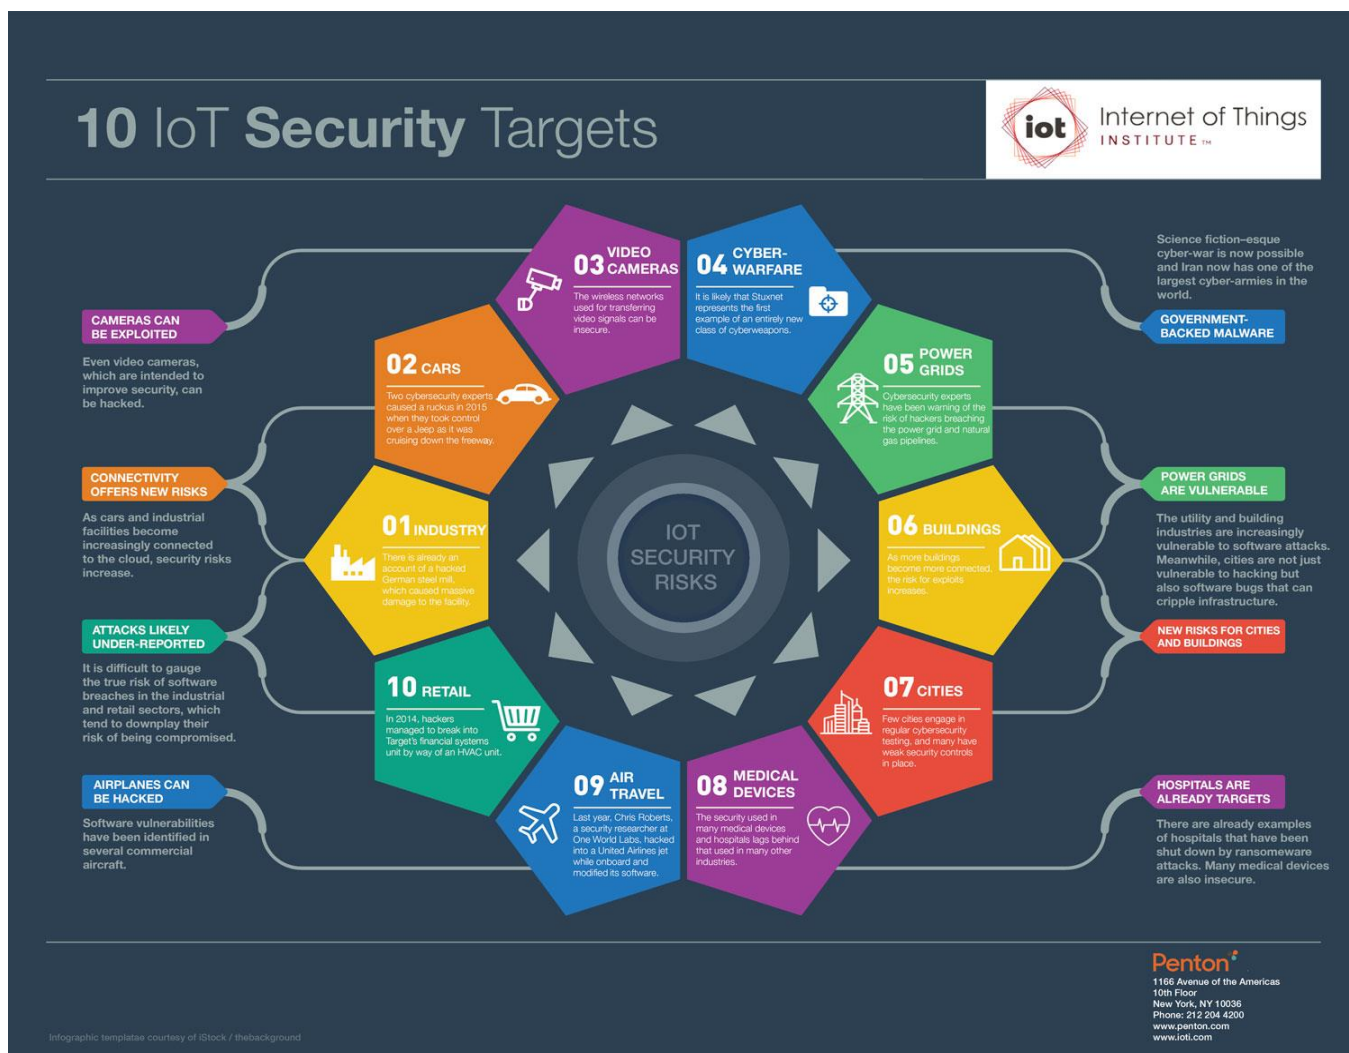 10 IoT Security Targets
iot
Internet of Things
INSTITUTE™
03 VIDEO
CAMERAS
The wireless networks
used for transferring
video signals can be
insecure.
04 CYBER-
WARFARE
It is likely that Stuxnet
represents the first
example of an entirely new
class of cyberweapons.
Science fiction–esque
cyber-war is now possible
and Iran now has one of the
largest cyber-armies in the
world.
GOVERNMENT-
BACKED MALWARE
CAMERAS CAN
BE EXPLOITED
Even video cameras,
which are intended to
improve security, can
be hacked.
02 CARS
Two cybersecurity experts
caused a ruckus in 2015
when they took control
over a Jeep as it was
cruising down the freeway.
05 POWER
GRIDS
Cybersecurity experts
have been warning of the
risk of hackers breaching
the power grid and natural
gas pipelines.
CONNECTIVITY
OFFERS NEW RISKS
As cars and industrial
facilities become
increasingly connected
to the cloud, security risks
increase.
01 INDUSTRY
There is already an
account of a hacked
German steel mill,
which caused massive
damage to the facility.
IOT
SECURITY
RISKS
06 BUILDINGS
As more buildings
become more connected,
the risk for exploits
increases.
POWER GRIDS
ARE VULNERABLE
The utility and building
industries are increasingly
vulnerable to software attacks.
Meanwhile, cities are not just
vulnerable to hacking but
also software bugs that can
cripple infrastructure.
NEW RISKS FOR CITIES
AND BUILDINGS
ATTACKS LIKELY
UNDER-REPORTED
It is difficult to gauge
the true risk of software
breaches in the industrial
and retail sectors, which
tend to downplay their
risk of being compromised.
10 RETAIL
In 2014, hackers
managed to break into
Target's financial systems
unit by way of an HVAC unit.
07 CITIES
Few cities engage in
regular cybersecurity
testing, and many have
weak security controls
in place.
AIRPLANES CAN
BE HACKED
Software vulnerabilities
have been identified in
several commercial
aircraft.
09 AIR
TRAVEL
Last year, Chris Roberts,
a security researcher at
One World Labs, hacked
into a United Airlines jet
while onboard and
modified its software.
08 MEDICAL
DEVICES
The security used in
many medical devices
and hospitals lags behind
that used in many other
industries.
HOSPITALS ARE
ALREADY TARGETS
There are already examples
of hospitals that have been
shut down by ransomeware
attacks. Many medical devices
are also insecure.
Penton
1166 Avenue of the Americas
10th Floor
New York, NY 10036
Phone: 212 204 4200
www.penton.com
www.ioti.com
Infographic templatae courtesy of iStock / thebackground